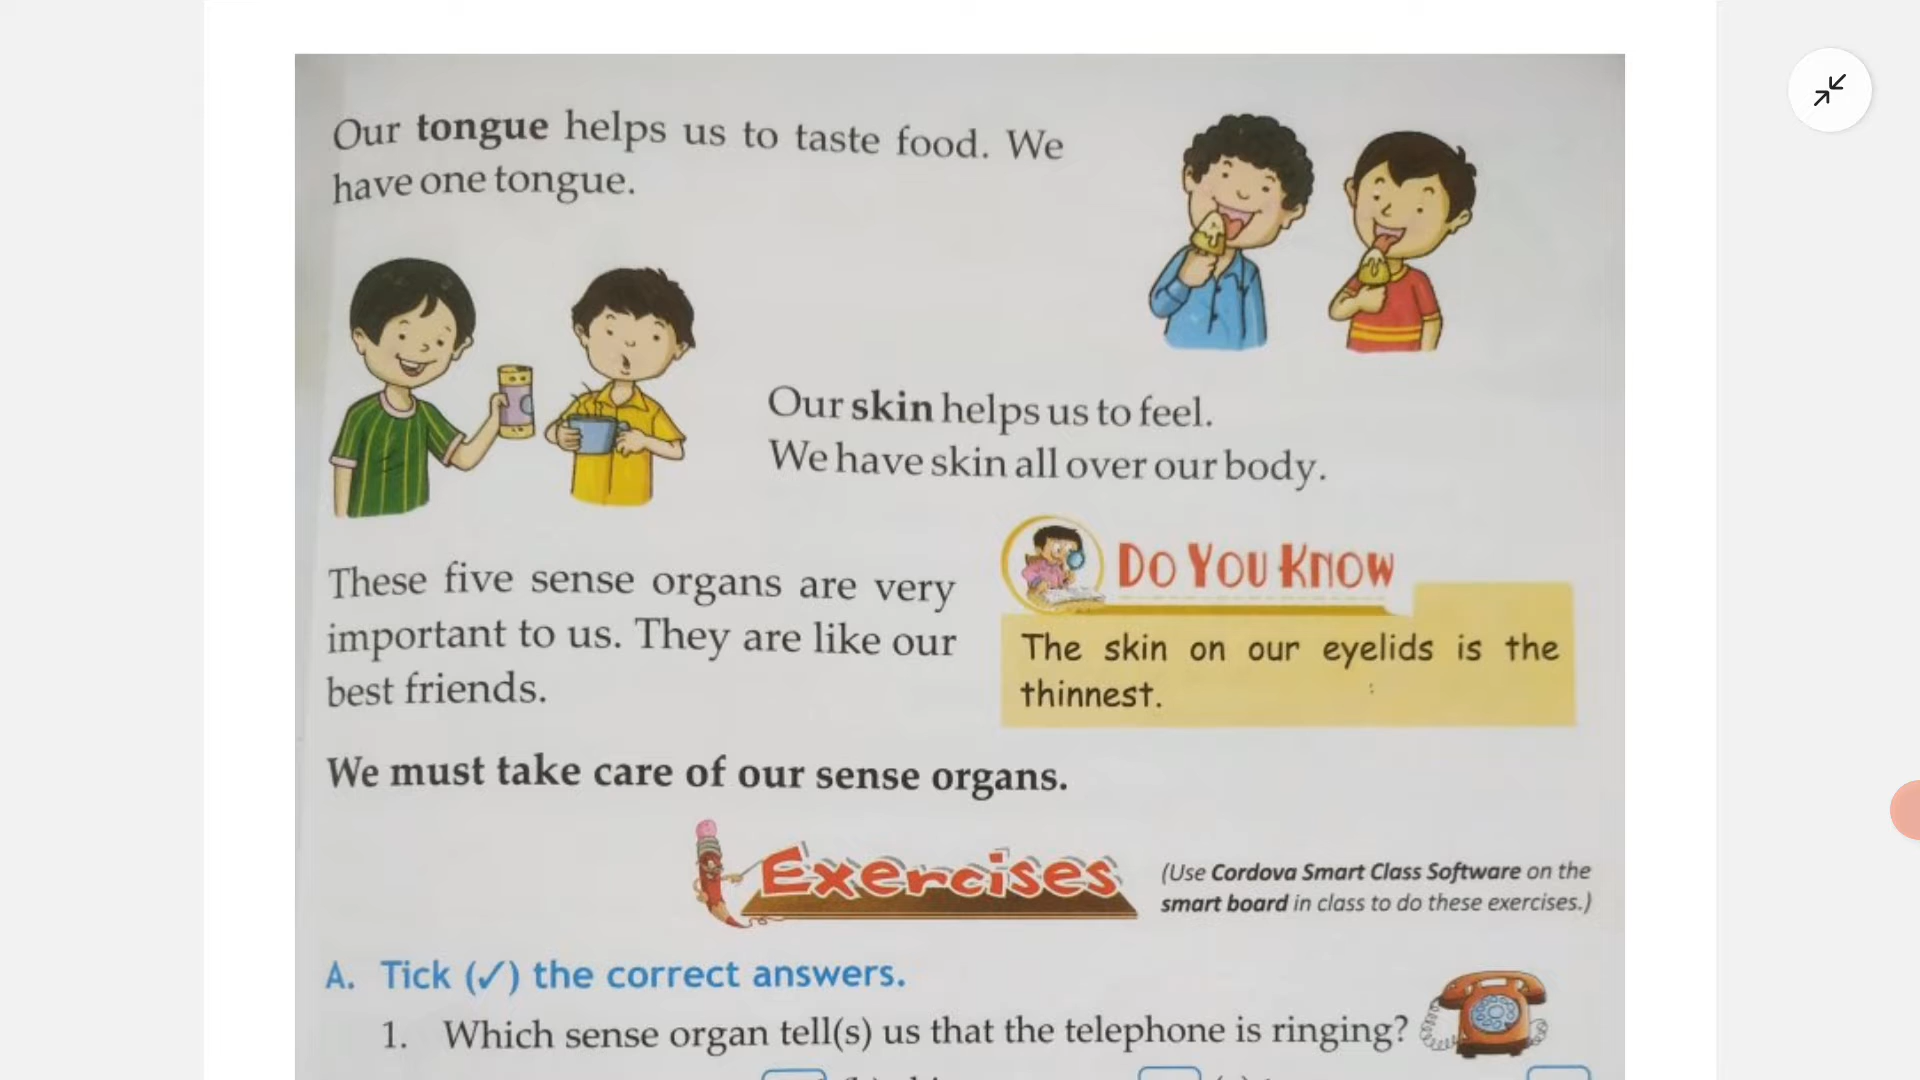 Our tongue helps us to taste food. We
have one tongue.
Our skin helps us to feel.
We have skin all over our body.
These five sense organs are very
important to us. They are like our
best friends.
DO YOU KNOW
The skin on our eyelids is the
thinnest.
We must take care of our sense organs.
Exercises
(Use Cordova Smart Class Software on the
smart board in class to do these exercises.)
A. Tick (✓) the correct answers.
1. Which sense organ tell(s) us that the telephone is ringing?